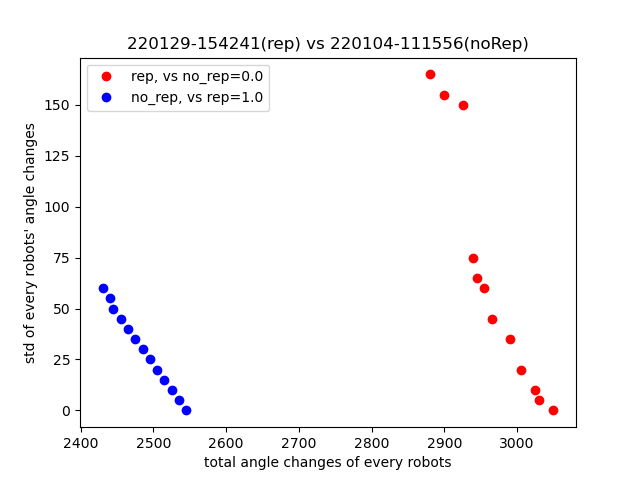 220129-154241(rep) vs 220104-111556(noRep)
rep, vs no_rep=0.0
no_rep, vs rep=1.0
150
125
100
75
50
25
0
std of every robots' angle changes
2400 2500 2600 2700 2800 2900 3000
total angle changes of every robots